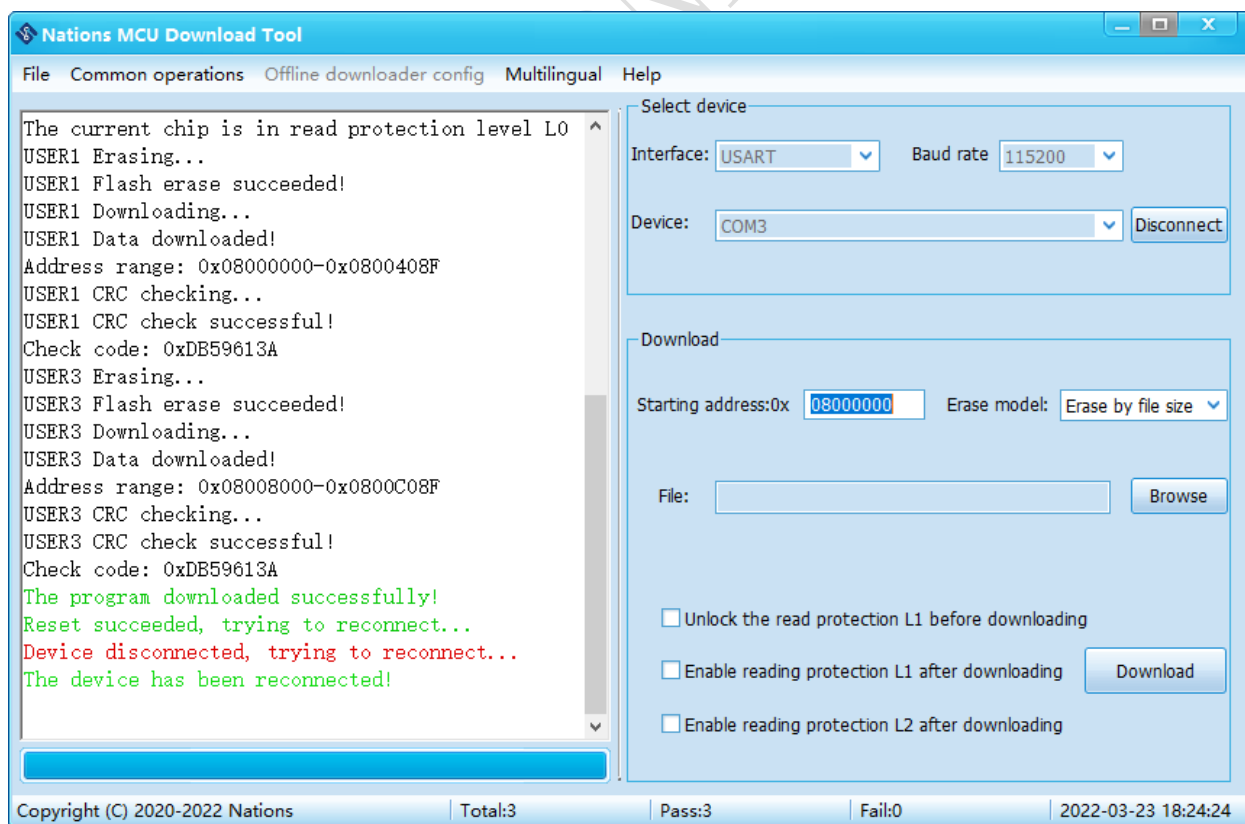 Nations MCU Download Tool
File Common operations Offline downloader config Multilingual Help
The current chip is in read protection level L0
USER1 Erasing...
USER1 Flash erase succeeded!
USER1 Downloading...
USER1 Data downloaded!
Address range: 0x08000000-0x0800408F
USER1 CRC checking...
USER1 CRC check successful!
Check code: 0xDB59613A
USER3 Erasing...
USER3 Flash erase succeeded!
USER3 Downloading...
USER3 Data downloaded!
Address range: 0x08008000-0x0800C08F
USER3 CRC checking...
USER3 CRC check successful!
Check code: 0xDB59613A
The program downloaded successfully!
Reset succeeded, trying to reconnect...
Device disconnected, trying to reconnect...
The device has been reconnected!
Select device
Interface: USART Baud rate 115200
Device: COM3 Disconnect
Download
Starting address:0x 08000000 Erase model: Erase by file size
File: Browse
Unlock the read protection L1 before downloading
Enable reading protection L1 after downloading Download
Enable reading protection L2 after downloading
Copyright (C) 2020-2022 Nations Total:3 Pass:3 Fail:0 2022-03-23 18:24:24